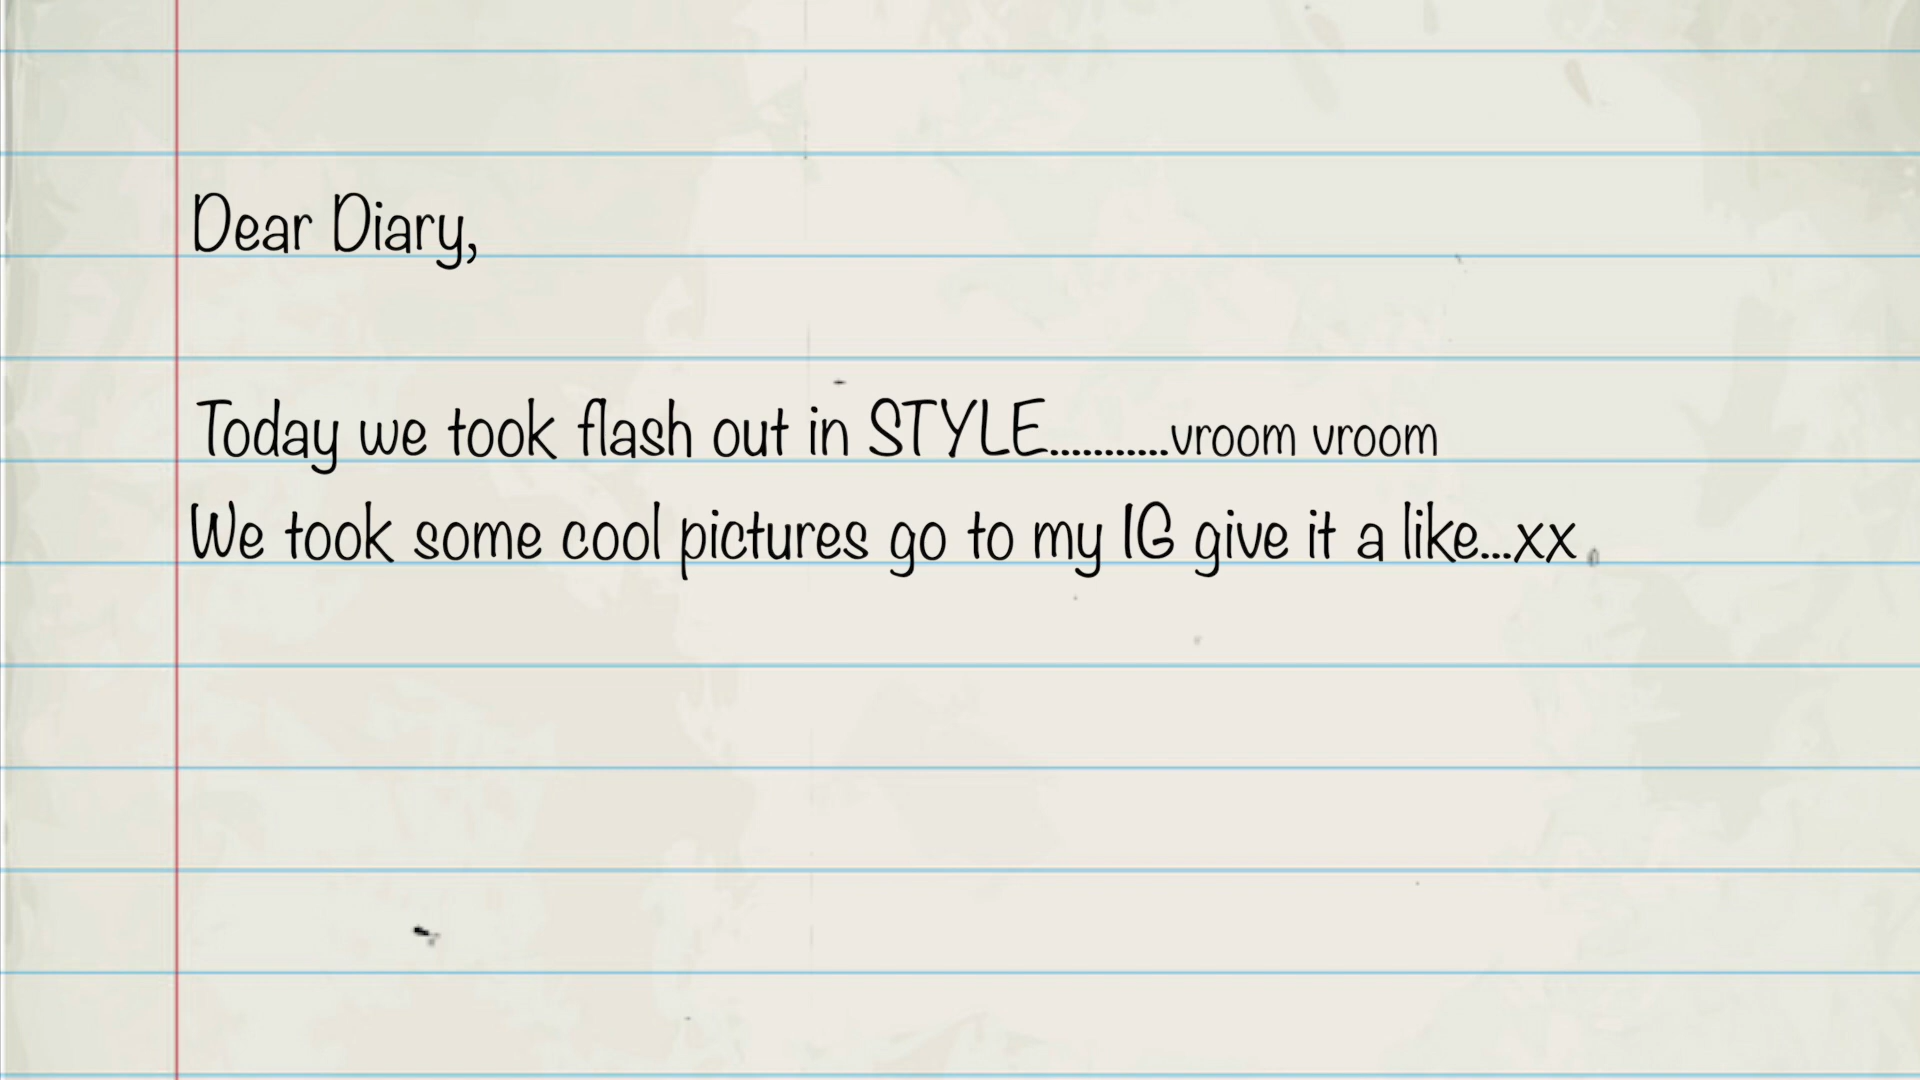 Dear Diary,
Today we took flash out in STYLE...........vroom vroom
We took some cool pictures go to my IG give it a like...xx